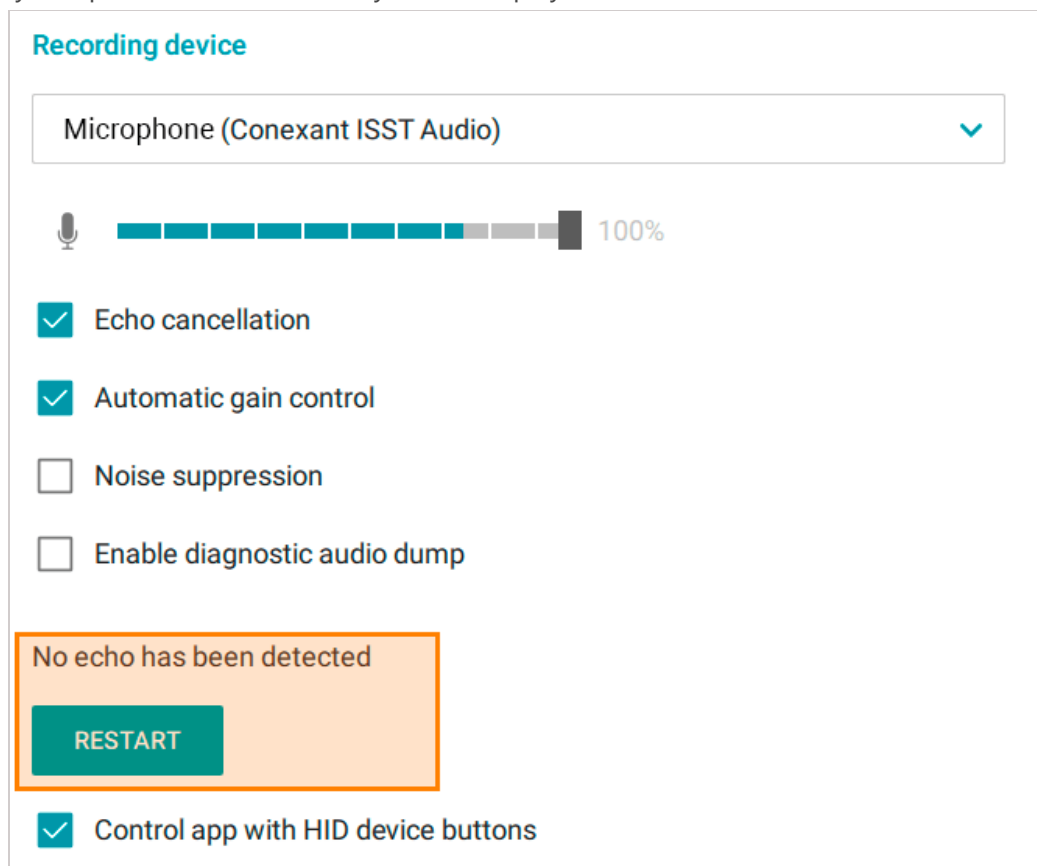 Recording device
Microphone (Conexant ISST Audio)
100%
Echo cancellation
Automatic gain control
Noise suppression
Enable diagnostic audio dump
No echo has been detected
RESTART
Control app with HID device buttons